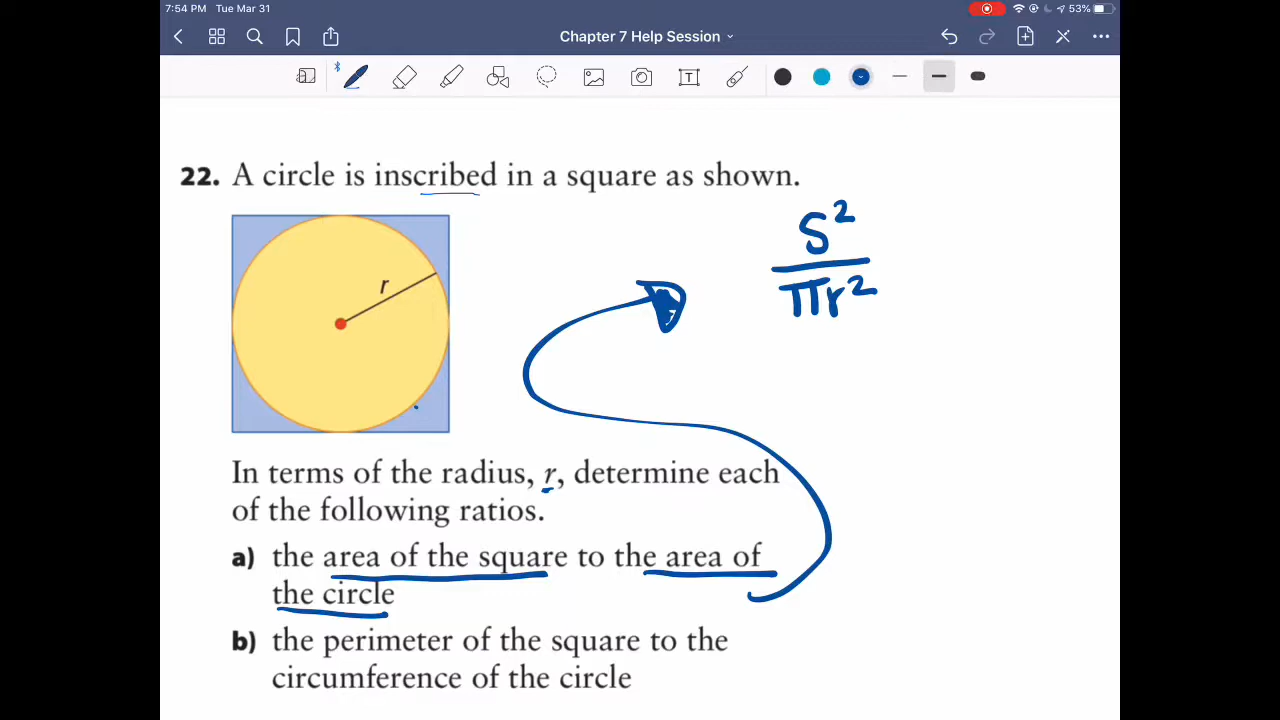 7:54 PM Tue Mar 31
53%
Chapter 7 Help Session
T
22. A circle is inscribed in a square as shown.
S²
πr²
r
In terms of the radius, r, determine each
of the following ratios.
a) the area of the square to the area of
the circle
b) the perimeter of the square to the
circumference of the circle